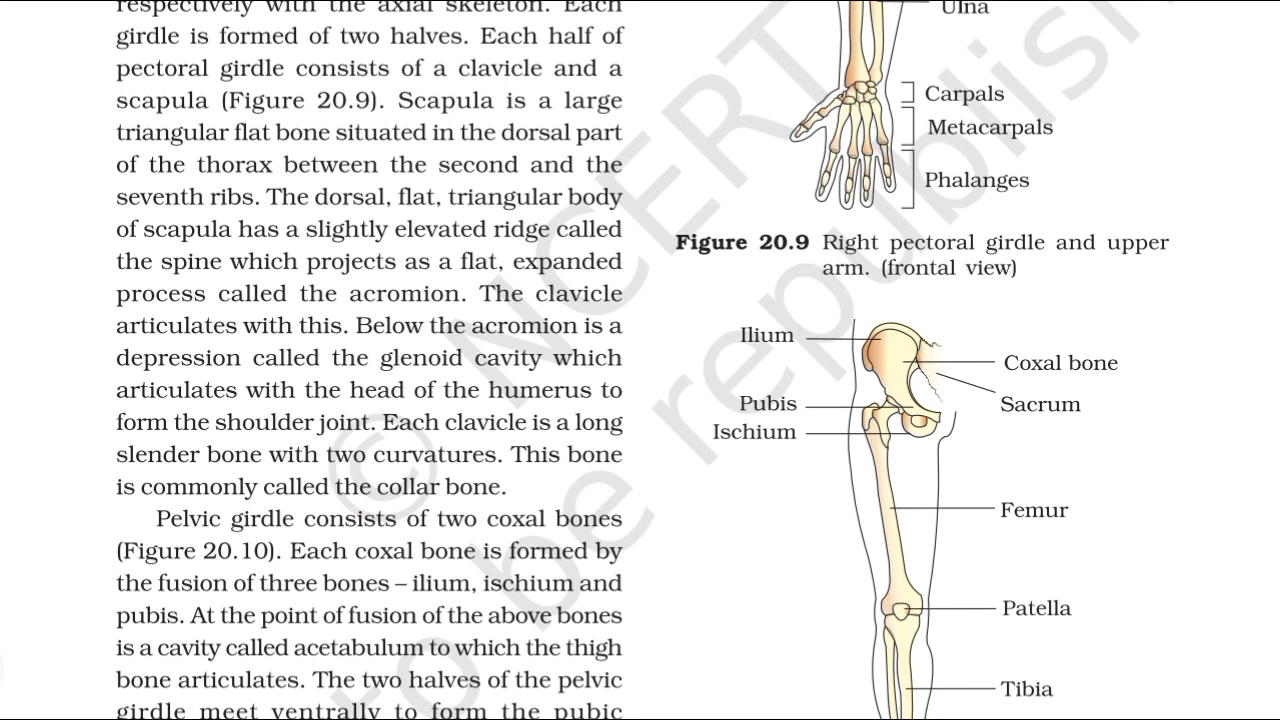 respectively with the axial skeleton. Each
girdle is formed of two halves. Each half of
pectoral girdle consists of a clavicle and a
scapula (Figure 20.9). Scapula is a large
triangular flat bone situated in the dorsal part
of the thorax between the second and the
seventh ribs. The dorsal, flat, triangular body
of scapula has a slightly elevated ridge called
the spine which projects as a flat, expanded
process called the acromion. The clavicle
articulates with this. Below the acromion is a
depression called the glenoid cavity which
articulates with the head of the humerus to
form the shoulder joint. Each clavicle is a long
slender bone with two curvatures. This bone
is commonly called the collar bone.
Pelvic girdle consists of two coxal bones
(Figure 20.10). Each coxal bone is formed by
the fusion of three bones – ilium, ischium and
pubis. At the point of fusion of the above bones
is a cavity called acetabulum to which the thigh
bone articulates. The two halves of the pelvic
girdle meet ventrally to form the pubic
Ulna
Carpals
Metacarpals
Phalanges
Figure 20.9 Right pectoral girdle and upper
arm. (frontal view)
Ilium
Coxal bone
Pubis
Sacrum
Ischium
Femur
Patella
Tibia
© NCERT
to be republis